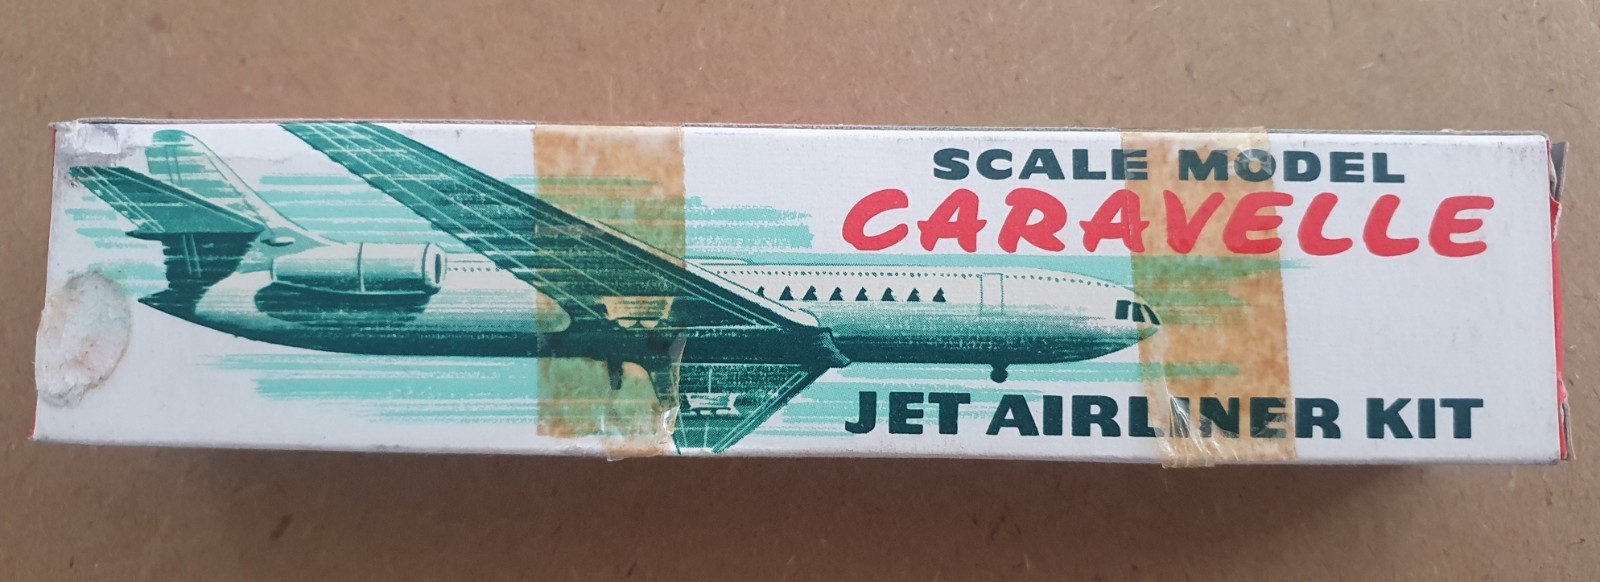 SCALE MODEL
CARAVELLE
JET AIRLINER KIT